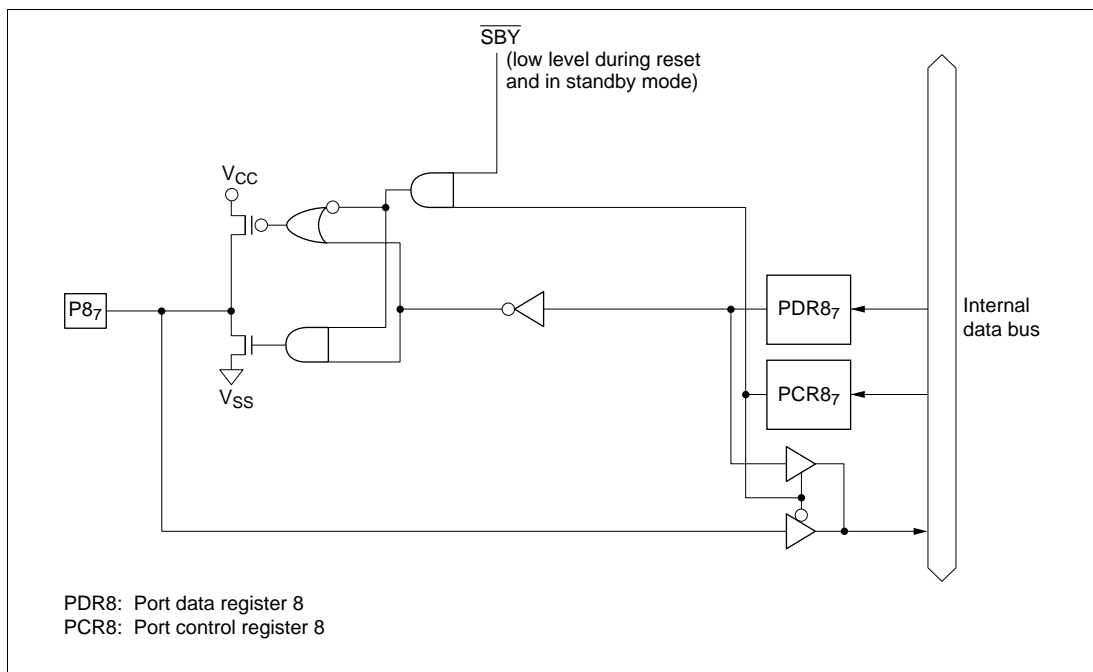 SBY
(low level during reset
and in standby mode)
VCC
P87
PDR87
Internal
data bus
PCR87
VSS
PDR8: Port data register 8
PCR8: Port control register 8